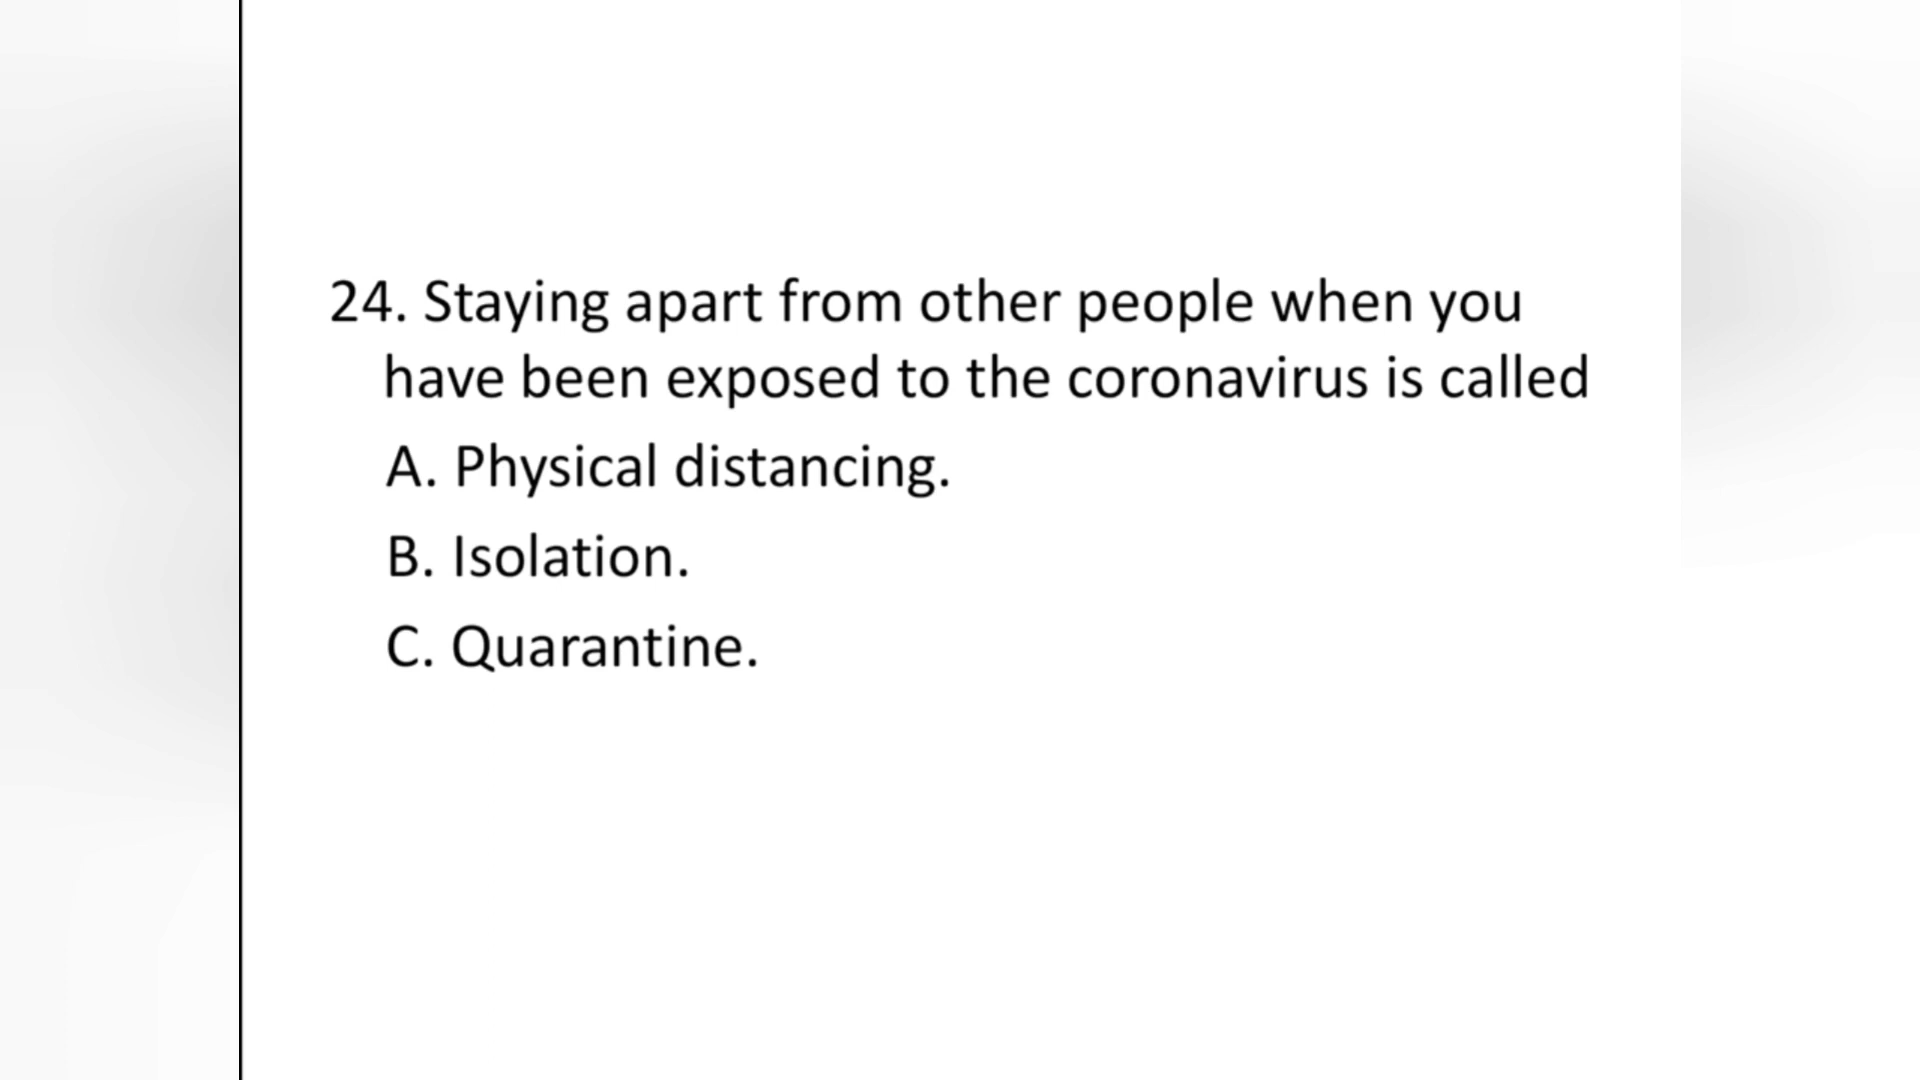 24. Staying apart from other people when you
have been exposed to the coronavirus is called
A. Physical distancing.
B. Isolation.
C. Quarantine.